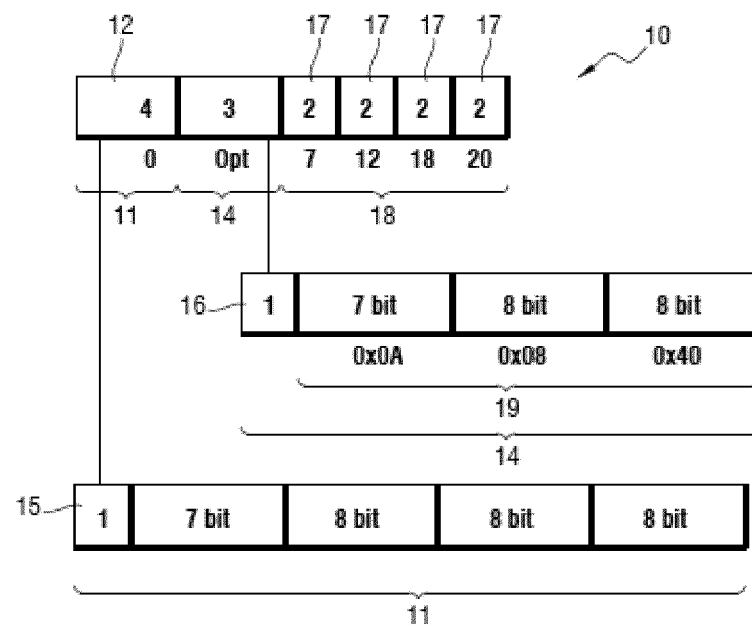 12 17 17 17 17 10
4 3 2 2 2 2
0 Opt 7 12 18 20
11 14 18
16 1 7 bit 8 bit 8 bit
0x0A 0x08 0x40
19
14
15 1 7 bit 8 bit 8 bit 8 bit
11